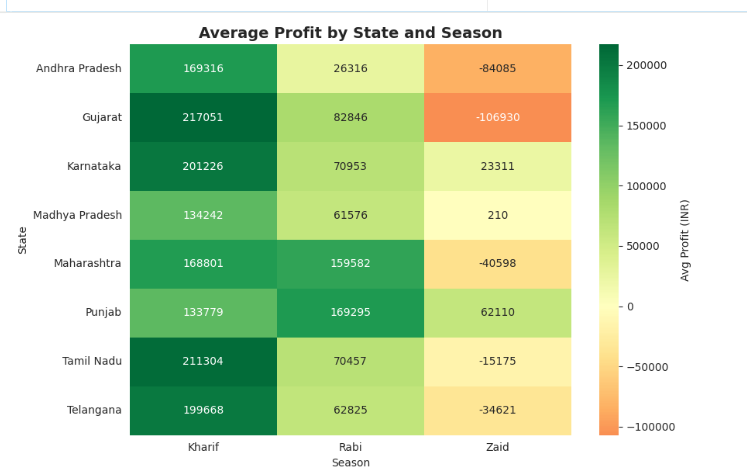 Average Profit by State and Season
Andhra Pradesh 169316 26316 -84085
Gujarat 217051 82846 -106930
Karnataka 201226 70953 23311
Madhya Pradesh 134242 61576 210
Maharashtra 168801 159582 -40598
Punjab 133779 169295 62110
Tamil Nadu 211304 70457 -15175
Telangana 199668 62825 -34621
Kharif Rabi Zaid
Season
State
200000
150000
100000
50000
0
−50000
−100000
Avg Profit (INR)